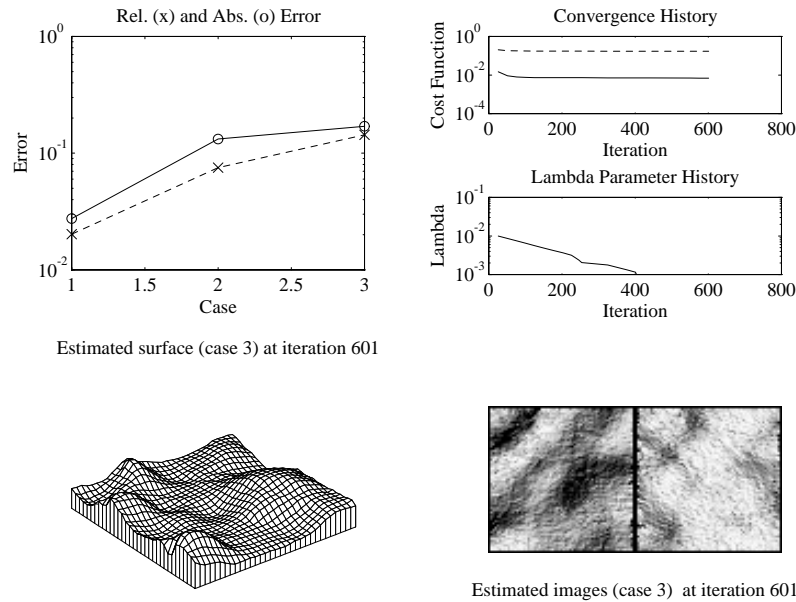 Rel. (x) and Abs. (o) Error
10^0
10^-1
10^-2
Error
1 1.5 2 2.5 3
Case
Convergence History
10^0
10^-2
10^-4
Cost Function
0 200 400 600 800
Iteration
Lambda Parameter History
10^-1
10^-2
10^-3
Lambda
0 200 400 600 800
Iteration
Estimated surface (case 3) at iteration 601
Estimated images (case 3) at iteration 601